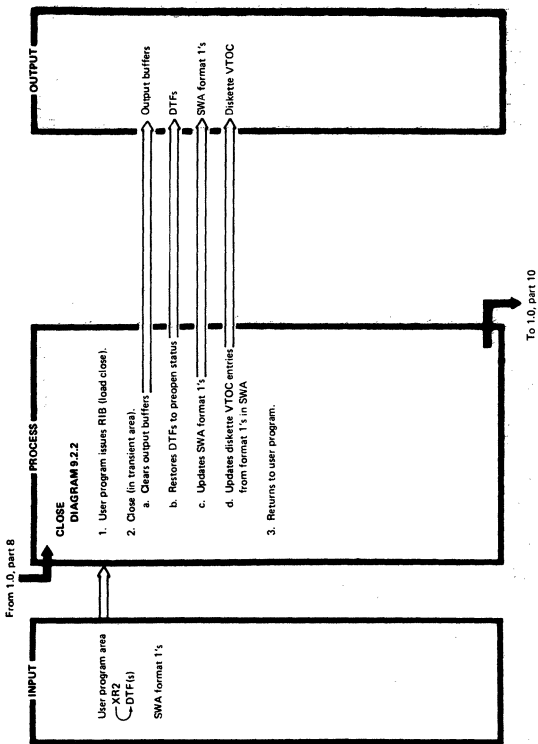 From 1.0, part 8
INPUT
User program area
XR2
DTF(s)
SWA format 1's
PROCESS
CLOSE
DIAGRAM 9.2.2
1. User program issues RIB (load close).
2. Close (in transient area).
a. Clears output buffers
b. Restores DTFs to preopen status
c. Updates SWA format 1's
d. Updates diskette VTOC entries
from format 1's in SWA
3. Returns to user program.
To 1.0, part 10
OUTPUT
Output buffers
DTFs
SWA format 1's
Diskette VTOC